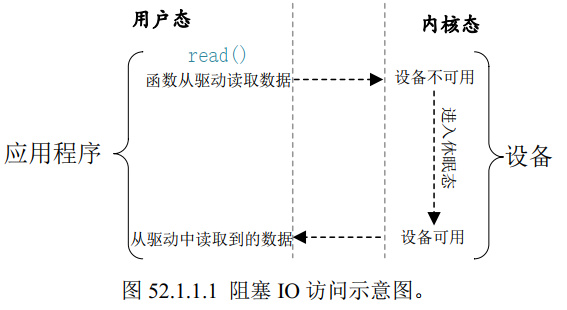 用户态
内核态
read()
函数从驱动读取数据
设备不可用
应用程序
进入休眠态
设备
从驱动中读取到的数据
设备可用
图 52.1.1.1 阻塞 IO 访问示意图。